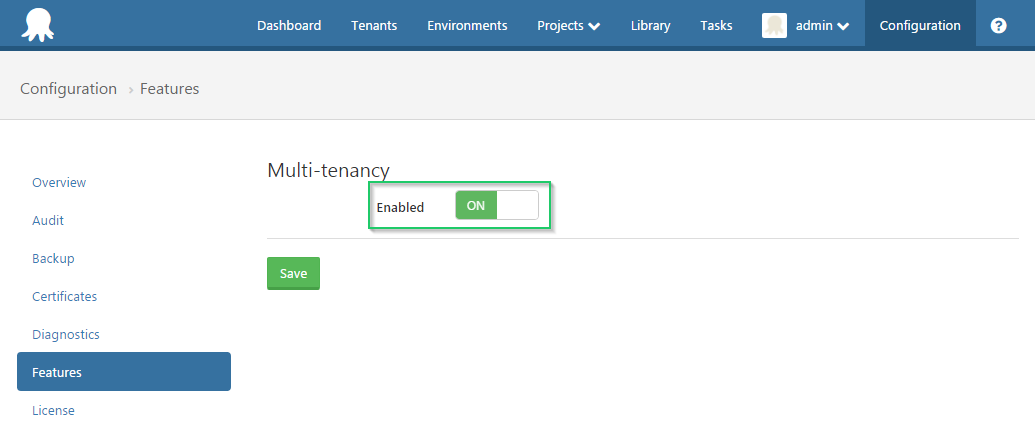 Dashboard Tenants Environments Projects Library Tasks admin Configuration ?
Configuration › Features
Overview
Audit
Backup
Certificates
Diagnostics
Features
License
Multi-tenancy
Enabled ON
Save